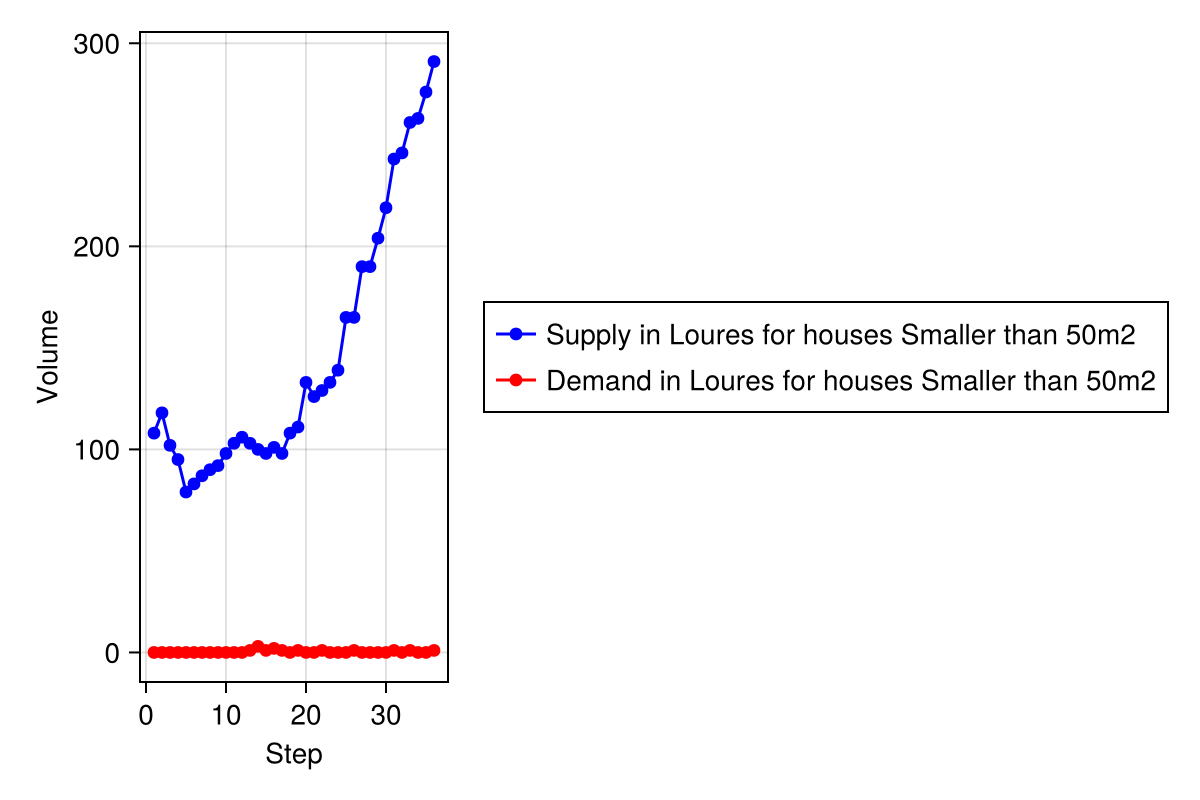 300
200
100
0
Volume
0 10 20 30
Step
Supply in Loures for houses Smaller than 50m2
Demand in Loures for houses Smaller than 50m2